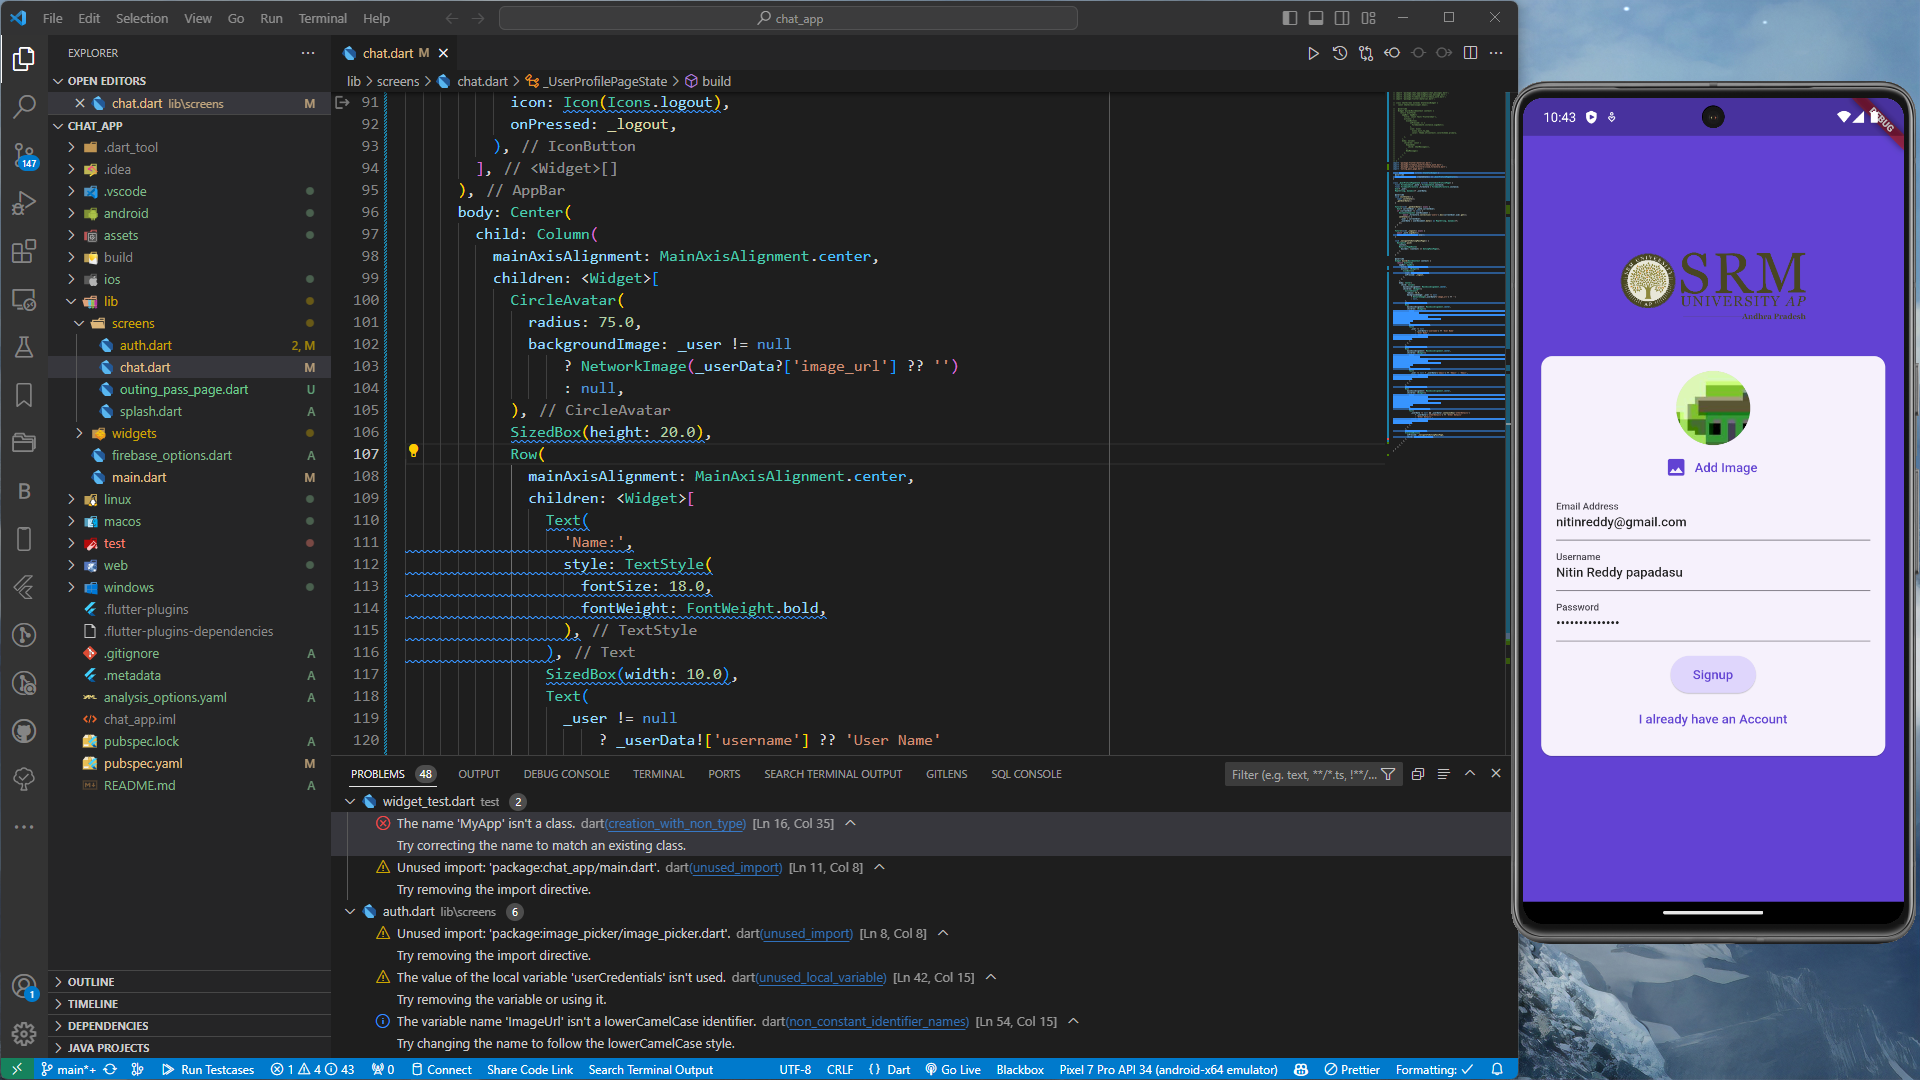 File Edit Selection View Go Run Terminal Help
chat_app
EXPLORER
OPEN EDITORS
chat.dart lib\screens M
CHAT_APP
.dart_tool
.idea
.vscode
android
assets
build
ios
lib
screens
auth.dart 2, M
chat.dart M
outing_pass_page.dart U
splash.dart A
widgets
firebase_options.dart A
main.dart M
linux
macos
test
web
windows
.flutter-plugins
.flutter-plugins-dependencies
.gitignore A
.metadata A
analysis_options.yaml A
chat_app.iml
pubspec.lock A
pubspec.yaml M
README.md A
OUTLINE
TIMELINE
DEPENDENCIES
JAVA PROJECTS
147
B
1
chat.dart M
lib > screens > chat.dart > _UserProfilePageState > build
91 icon: Icon(Icons.logout),
92 onPressed: _logout,
93 ), // IconButton
94 ], // <Widget>[]
95 ), // AppBar
96 body: Center(
97 child: Column(
98 mainAxisAlignment: MainAxisAlignment.center,
99 children: <Widget>[
100 CircleAvatar(
101 radius: 75.0,
102 backgroundImage: _user != null
103 ? NetworkImage(_userData?['image_url'] ?? '')
104 : null,
105 ), // CircleAvatar
106 SizedBox(height: 20.0),
107 Row(
108 mainAxisAlignment: MainAxisAlignment.center,
109 children: <Widget>[
110 Text(
111 'Name:',
112 style: TextStyle(
113 fontSize: 18.0,
114 fontWeight: FontWeight.bold,
115 ), // TextStyle
116 ), // Text
117 SizedBox(width: 10.0),
118 Text(
119 _user != null
120 ? _userData!['username'] ?? 'User Name'
PROBLEMS 48 OUTPUT DEBUG CONSOLE TERMINAL PORTS SEARCH TERMINAL OUTPUT GITLENS SQL CONSOLE
Filter (e.g. text, **/*.ts, !**/...
widget_test.dart test 2
The name 'MyApp' isn't a class. dart(creation_with_non_type) [Ln 16, Col 35]
Try correcting the name to match an existing class.
Unused import: 'package:chat_app/main.dart'. dart(unused_import) [Ln 11, Col 8]
Try removing the import directive.
auth.dart lib\screens 6
Unused import: 'package:image_picker/image_picker.dart'. dart(unused_import) [Ln 8, Col 8]
Try removing the import directive.
The value of the local variable 'userCredentials' isn't used. dart(unused_local_variable) [Ln 42, Col 15]
Try removing the variable or using it.
The variable name 'ImageUrl' isn't a lowerCamelCase identifier. dart(non_constant_identifier_names) [Ln 54, Col 15]
Try changing the name to follow the lowerCamelCase style.
main*+ Run Testcases 1 4 43 0 Connect Share Code Link Search Terminal Output UTF-8 CRLF {} Dart Go Live Blackbox Pixel 7 Pro API 34 (android-x64 emulator) Prettier Formatting: ✓
10:43
DEBUG
SRM
UNIVERSITY AP
Andhra Pradesh
Add Image
Email Address
nitinreddy@gmail.com
Username
Nitin Reddy papadasu
Password
••••••••••••••
Signup
I already have an Account